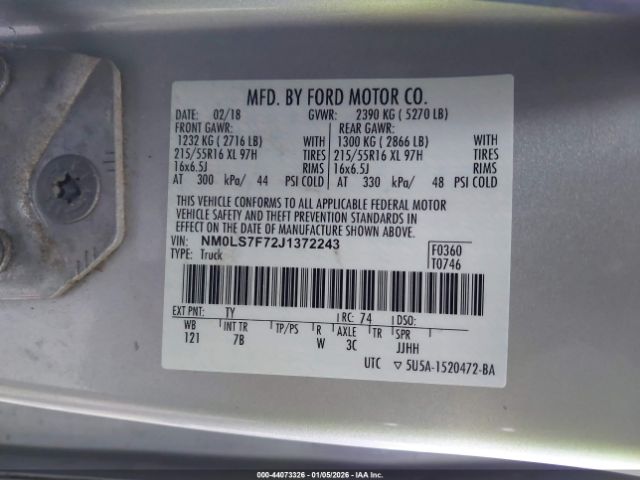 MFD. BY FORD MOTOR CO.
DATE: 02/18 GVWR: 2390 KG ( 5270 LB)
FRONT GAWR: REAR GAWR:
1232 KG ( 2716 LB) WITH 1300 KG ( 2866 LB) WITH
215/55R16 XL 97H TIRES 215/55R16 XL 97H TIRES
16x6.5J RIMS 16x6.5J RIMS
AT 300 kPa/ 44 PSI COLD AT 330 kPa/ 48 PSI COLD
THIS VEHICLE CONFORMS TO ALL APPLICABLE FEDERAL MOTOR
VEHICLE SAFETY AND THEFT PREVENTION STANDARDS IN
EFFECT ON THE DATE OF MANUFACTURE SHOWN ABOVE.
VIN: NM0LS7F72J1372243 F0360
TYPE: Truck T0746
EXT PNT: TY RC: 74 DSO:
WB INT TR TP/PS R AXLE TR SPR
121 7B W 3C JJHH
UTC ▽ 5U5A-1520472-BA
000-44073326 - 01/05/2026 - IAA Inc.